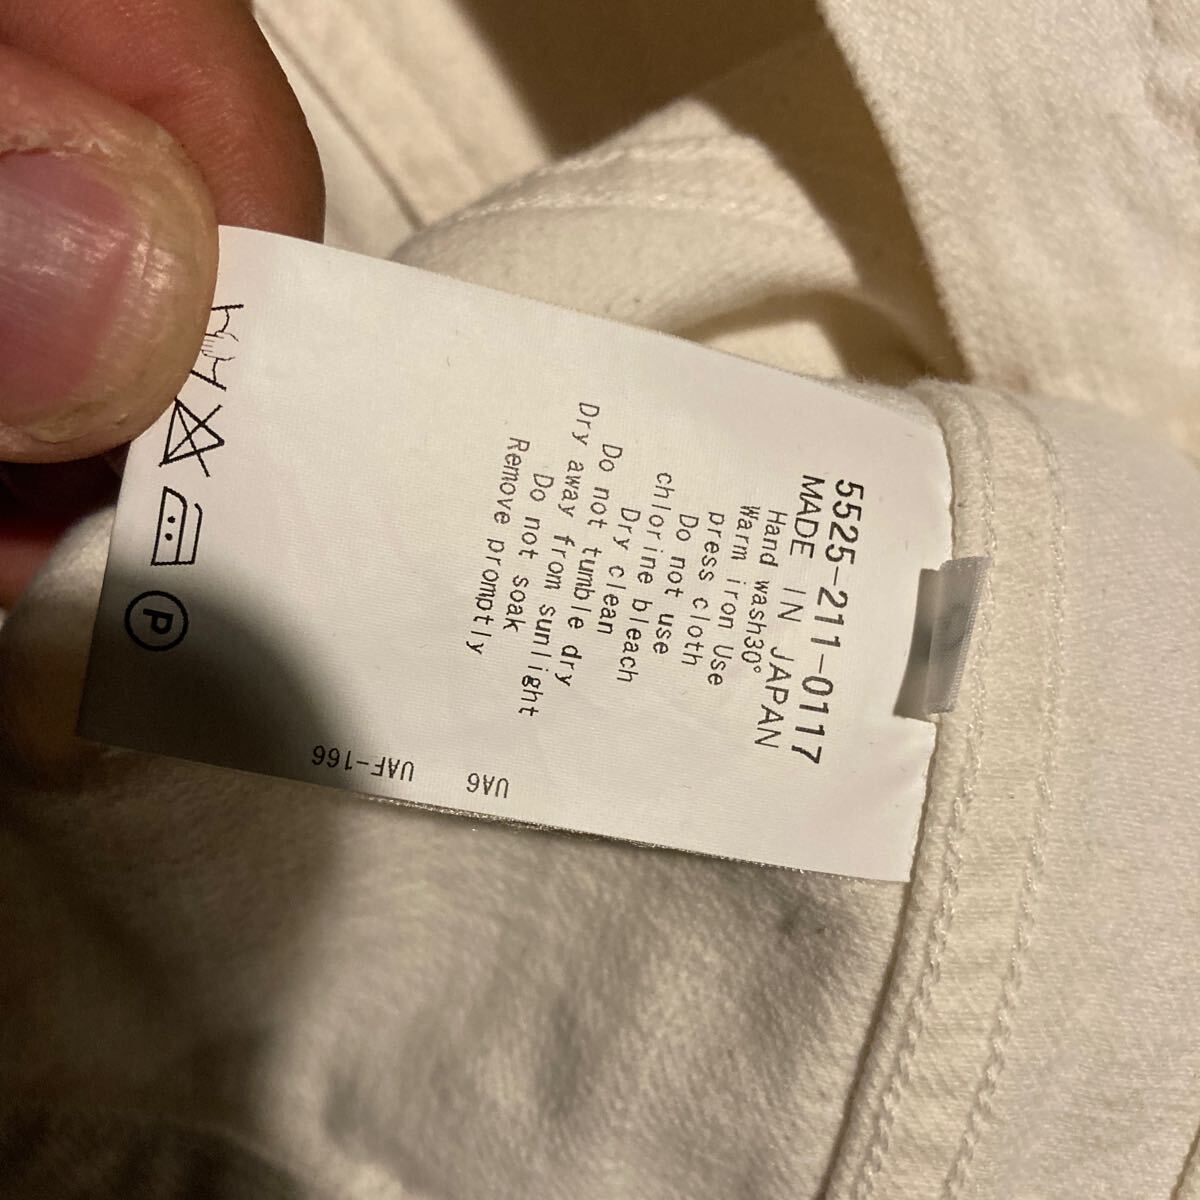 5525-211-0117
MADE IN JAPAN
Hand wash30°
Warm iron Use
press cloth
Do not use
chlorine bleach
Dry clean
Do not tumble dry
Dry away from sunlight
Do not soak
Remove promptly
P
UA6
UAF-166